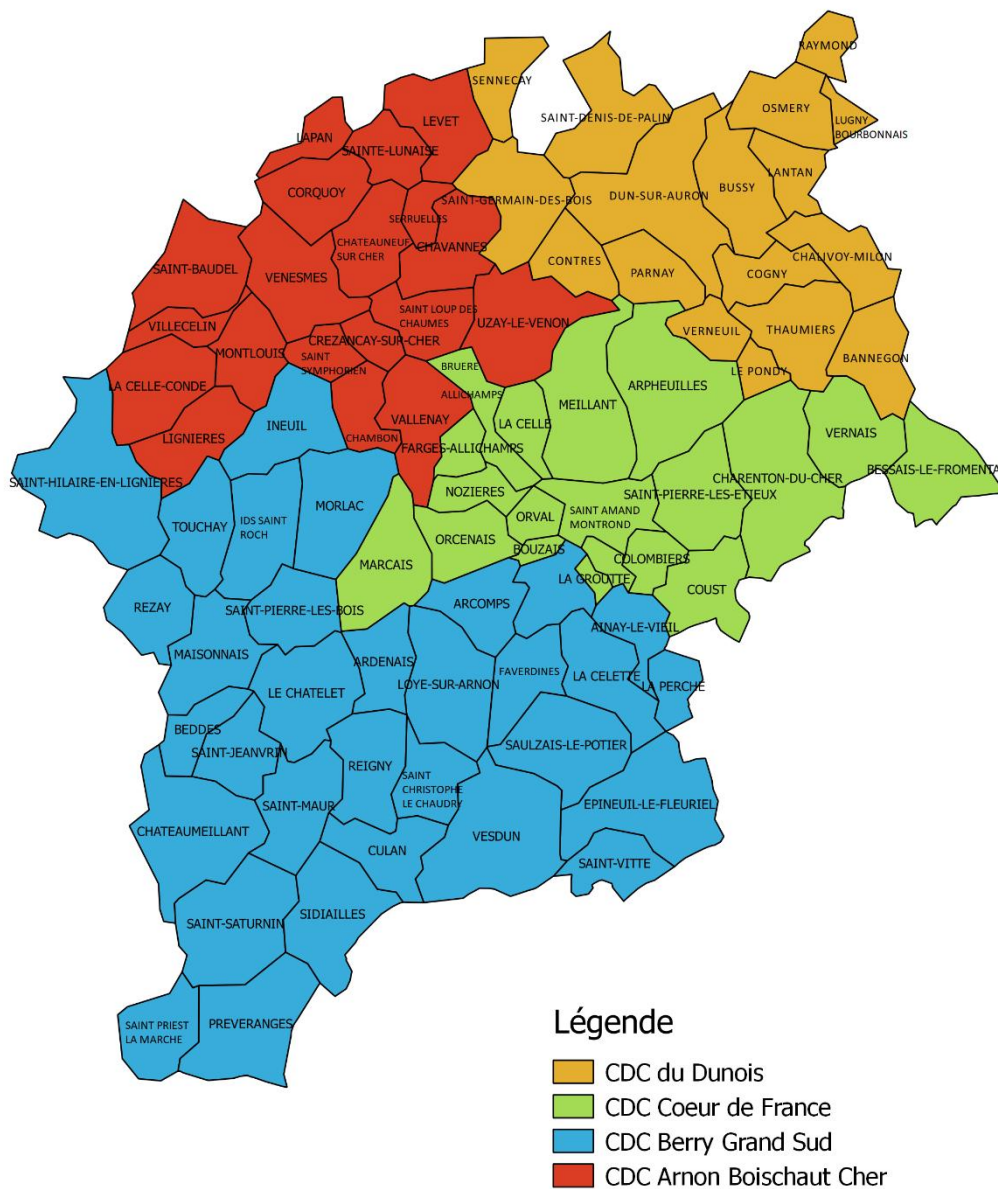 RAYMOND
SENNECAY
OSMERY
LEVET
SAINT-DENIS-DE-PALIN
LUGNY
BOURBONNAIS
LAPAN
SAINTE-LUNAISE
LANTAN
CORQUOY
BUSSY
SAINT-GERMAIN-DES-BOIS
DUN-SUR-AURON
SERRUELLES
CHATEAUNEUF
SUR CHER
CHAVANNES
CHALIVOY-MILON
SAINT-BAUDEL
VENESMES
CONTRES
PARNAY
COGNY
SAINT LOUP DES
CHAUMES
UZAY-LE-VENON
VILLECELIN
VERNEUIL
THAUMIERS
CREZANCAY-SUR-CHER
MONTLOUIS
SAINT
SYMPHORIEN
BRUERE
ALLICHAMPS
LE PONDY
BANNEGON
LA CELLE-CONDE
ARPHEUILLES
MEILLANT
VALLENAY
LA CELLE
INEUIL
LIGNIERES
CHAMBON
FARGES-ALLICHAMPS
VERNAIS
BESSAIS-LE-FROMENTA
CHARENTON-DU-CHER
SAINT-HILAIRE-EN-LIGNIERES
NOZIERES
SAINT-PIERRE-LES-ETIEUX
MORLAC
TOUCHAY
IDS SAINT
ROCH
ORVAL
SAINT AMAND
MONTROND
ORCENAIS
BOUZAIS
COLOMBIERS
MARCAIS
LA GROUTTE
COUST
REZAY
SAINT-PIERRE-LES-BOIS
ARCOMPS
AINAY-LE-VIEIL
MAISONNAIS
ARDENAIS
LE CHATELET
LOYE-SUR-ARNON
FAVERDINES
LA CELETTE
LA PERCHE
BEDDES
SAINT-JEANVRIN
REIGNY
SAULZAIS-LE-POTIER
SAINT
CHRISTOPHE
LE CHAUDRY
SAINT-MAUR
EPINEUIL-LE-FLEURIEL
CHATEAUMEILLANT
VESDUN
CULAN
SAINT-VITTE
SAINT-SATURNIN
SIDIAILLES
SAINT PRIEST
LA MARCHE
PREVERANGES
Légende
CDC du Dunois
CDC Coeur de France
CDC Berry Grand Sud
CDC Arnon Boischaut Cher